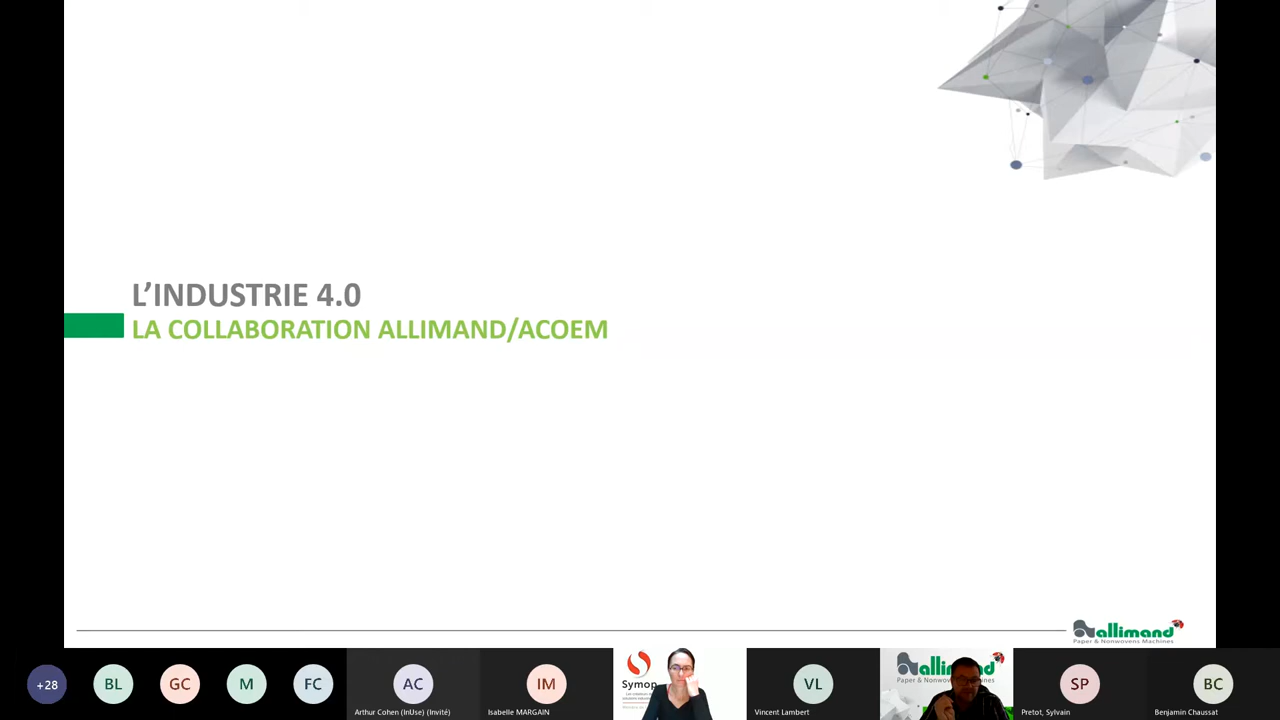 L'INDUSTRIE 4.0
LA COLLABORATION ALLIMAND/ACOEM
allimand
Paper & Nonwovens Machines
+28
BL
GC
M
FC
AC
Arthur Cohen (InUse) (Invité)
IM
Isabelle MARGAIN
Symop
VL
Vincent Lambert
allimand
SP
Pretot, Sylvain
BC
Benjamin Chaussat